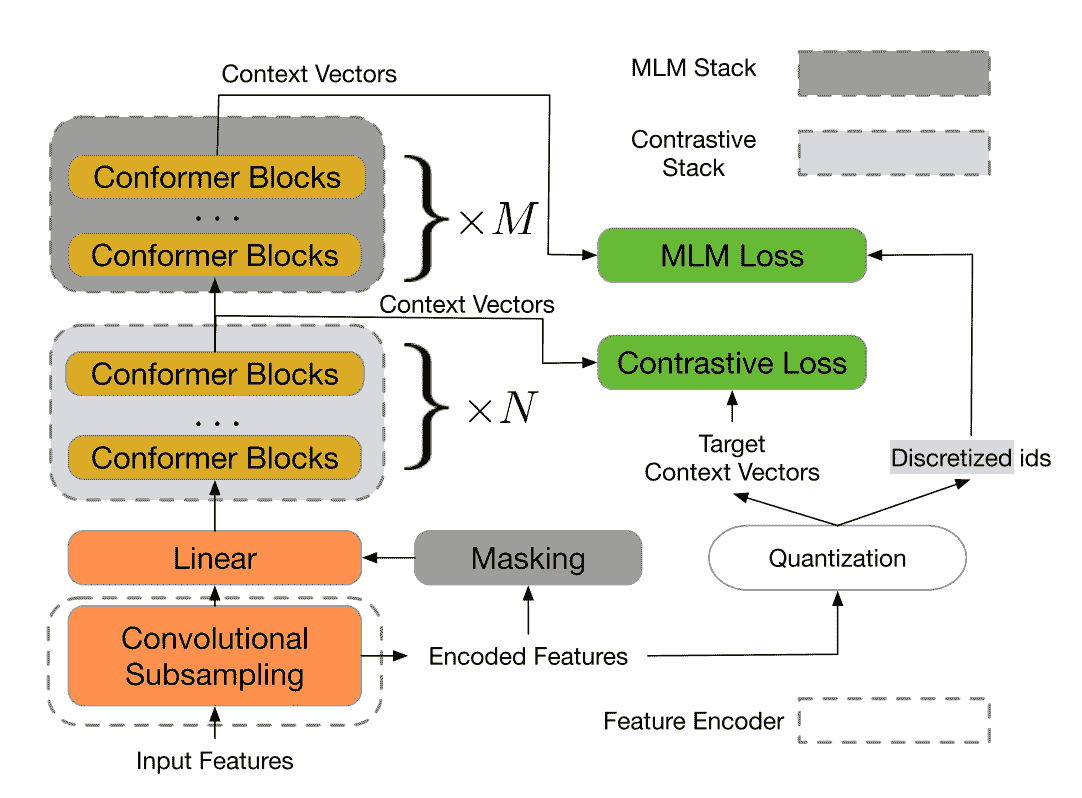 Context Vectors
MLM Stack
Contrastive
Stack
Conformer Blocks
. . .
Conformer Blocks
×M
MLM Loss
Context Vectors
Conformer Blocks
. . .
Conformer Blocks
×N
Contrastive Loss
Target
Context Vectors
Discretized ids
Linear
Masking
Quantization
Convolutional
Subsampling
Encoded Features
Feature Encoder
Input Features